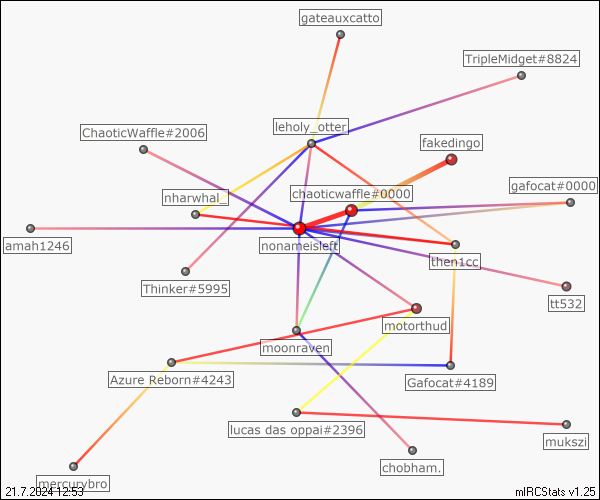 gateauxcatto
TripleMidget#8824
ChaoticWaffle#2006
leholy_otter
fakedingo
nharwhal_
chaoticwaffle#0000
gafocat#0000
amah1246
nonameisleft
then1cc
Thinker#5995
tt532
motorthud
moonraven
Azure Reborn#4243
Gafocat#4189
lucas das oppai#2396
mukszi
chobham.
mercurybro
21.7.2024 12:53
mIRCStats v1.25